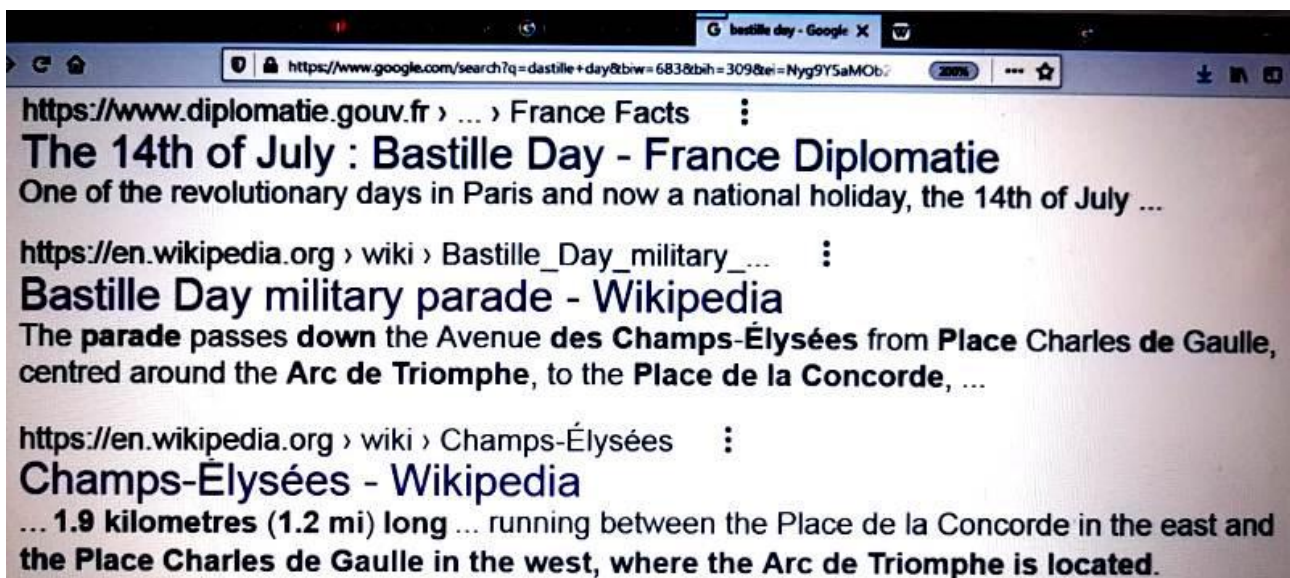 G bastille day - Google X
https://www.google.com/search?q=dastille+day&biw=683&bih=309&ei=Nyg9YSaMOb2
200%
https://www.diplomatie.gouv.fr › ... › France Facts
The 14th of July : Bastille Day - France Diplomatie
One of the revolutionary days in Paris and now a national holiday, the 14th of July ...
https://en.wikipedia.org › wiki › Bastille_Day_military_...
Bastille Day military parade - Wikipedia
The parade passes down the Avenue des Champs-Élysées from Place Charles de Gaulle,
centred around the Arc de Triomphe, to the Place de la Concorde, ...
https://en.wikipedia.org › wiki › Champs-Élysées
Champs-Élysées - Wikipedia
... 1.9 kilometres (1.2 mi) long ... running between the Place de la Concorde in the east and
the Place Charles de Gaulle in the west, where the Arc de Triomphe is located.